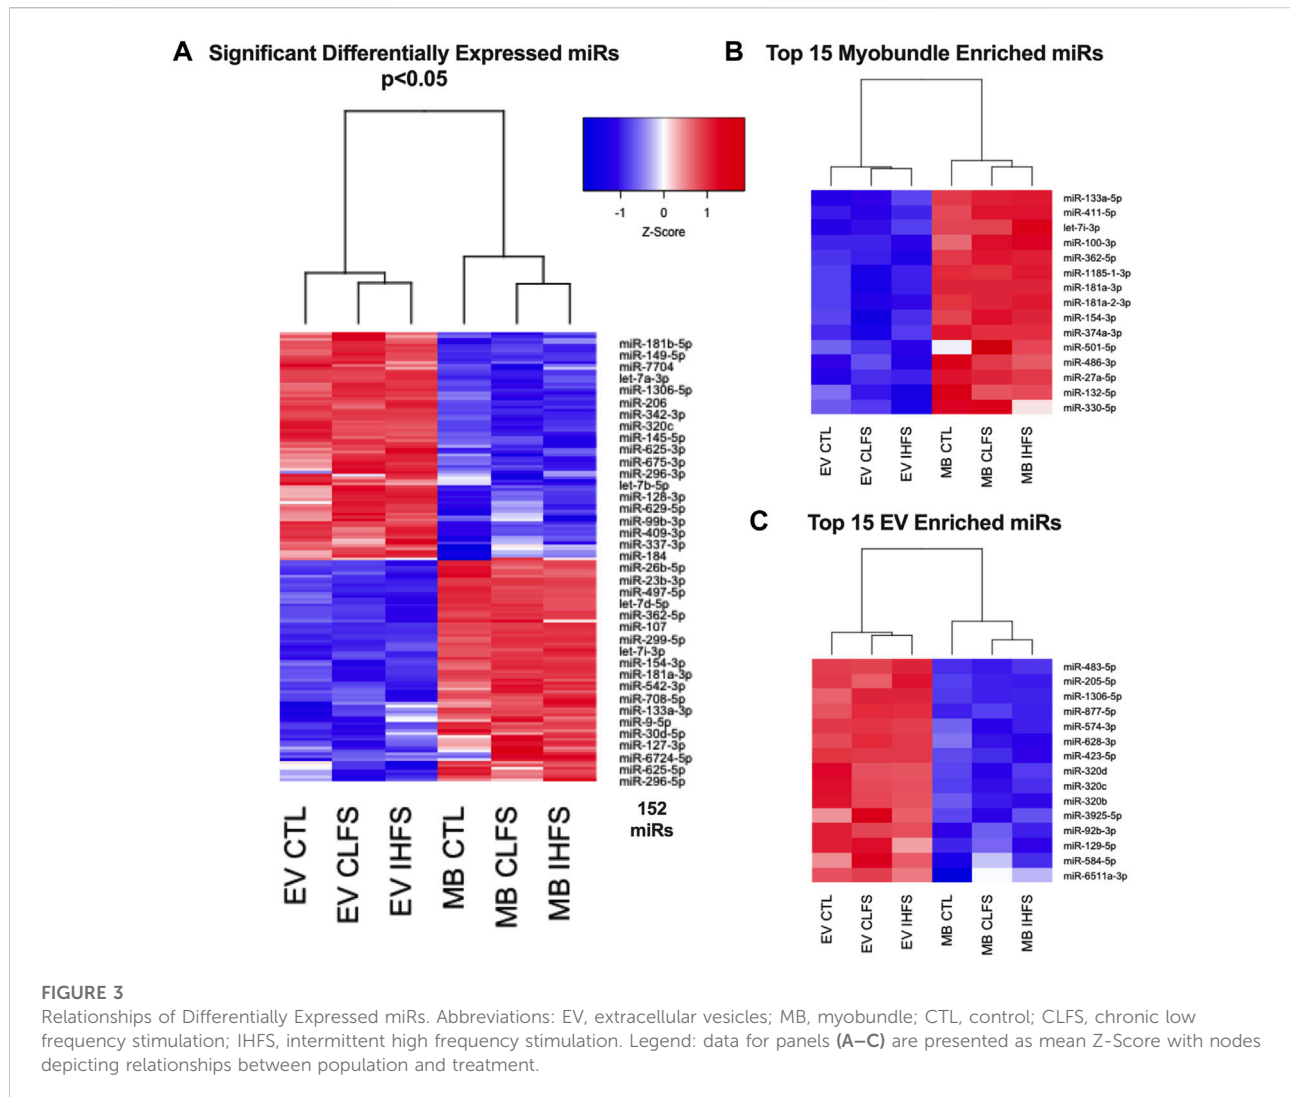 A Significant Differentially Expressed miRs
p<0.05
-1 0 1
Z-Score
miR-181b-5p
miR-149-5p
miR-7704
let-7a-3p
miR-1306-5p
miR-206
miR-342-3p
miR-320c
miR-145-5p
miR-625-3p
miR-675-3p
miR-296-3p
let-7b-5p
miR-128-3p
miR-629-5p
miR-99b-3p
miR-409-3p
miR-337-3p
miR-184
miR-26b-5p
miR-23b-3p
miR-497-5p
let-7d-5p
miR-362-5p
miR-107
miR-299-5p
let-7i-3p
miR-154-3p
miR-181a-3p
miR-542-3p
miR-708-5p
miR-133a-3p
miR-9-5p
miR-30d-5p
miR-127-3p
miR-6724-5p
miR-625-5p
miR-296-5p
152
miRs
EV CTL
EV CLFS
EV IHFS
MB CTL
MB CLFS
MB IHFS
B Top 15 Myobundle Enriched miRs
miR-133a-5p
miR-411-5p
let-7i-3p
miR-100-3p
miR-362-5p
miR-1185-1-3p
miR-181a-3p
miR-181a-2-3p
miR-154-3p
miR-374a-3p
miR-501-5p
miR-486-3p
miR-27a-5p
miR-132-5p
miR-330-5p
EV CTL
EV CLFS
EV IHFS
MB CTL
MB CLFS
MB IHFS
C Top 15 EV Enriched miRs
miR-483-5p
miR-205-5p
miR-1306-5p
miR-877-5p
miR-574-3p
miR-628-3p
miR-423-5p
miR-320d
miR-320c
miR-320b
miR-3925-5p
miR-92b-3p
miR-129-5p
miR-584-5p
miR-6511a-3p
EV CTL
EV CLFS
EV IHFS
MB CTL
MB CLFS
MB IHFS
FIGURE 3
Relationships of Differentially Expressed miRs. Abbreviations: EV, extracellular vesicles; MB, myobundle; CTL, control; CLFS, chronic low
frequency stimulation; IHFS, intermittent high frequency stimulation. Legend: data for panels (A–C) are presented as mean Z-Score with nodes
depicting relationships between population and treatment.